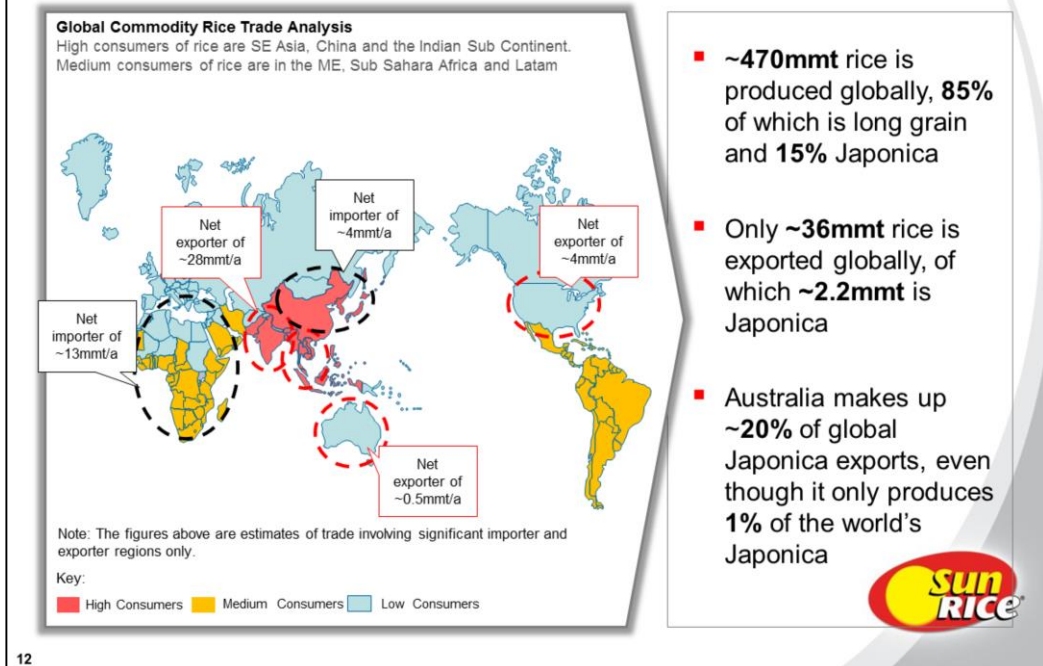 Global Commodity Rice Trade Analysis
High consumers of rice are SE Asia, China and the Indian Sub Continent.
Medium consumers of rice are in the ME, Sub Sahara Africa and Latam
Net
importer of
~4mmt/a
Net
exporter of
~28mmt/a
Net
exporter of
~4mmt/a
Net
importer of
~13mmt/a
Net
exporter of
~0.5mmt/a
Note: The figures above are estimates of trade involving significant importer and
exporter regions only.
Key:
High Consumers
Medium Consumers
Low Consumers
~470mmt rice is
produced globally, 85%
of which is long grain
and 15% Japonica
Only ~36mmt rice is
exported globally, of
which ~2.2mmt is
Japonica
Australia makes up
~20% of global
Japonica exports, even
though it only produces
1% of the world's
Japonica
Sun
RICE
12